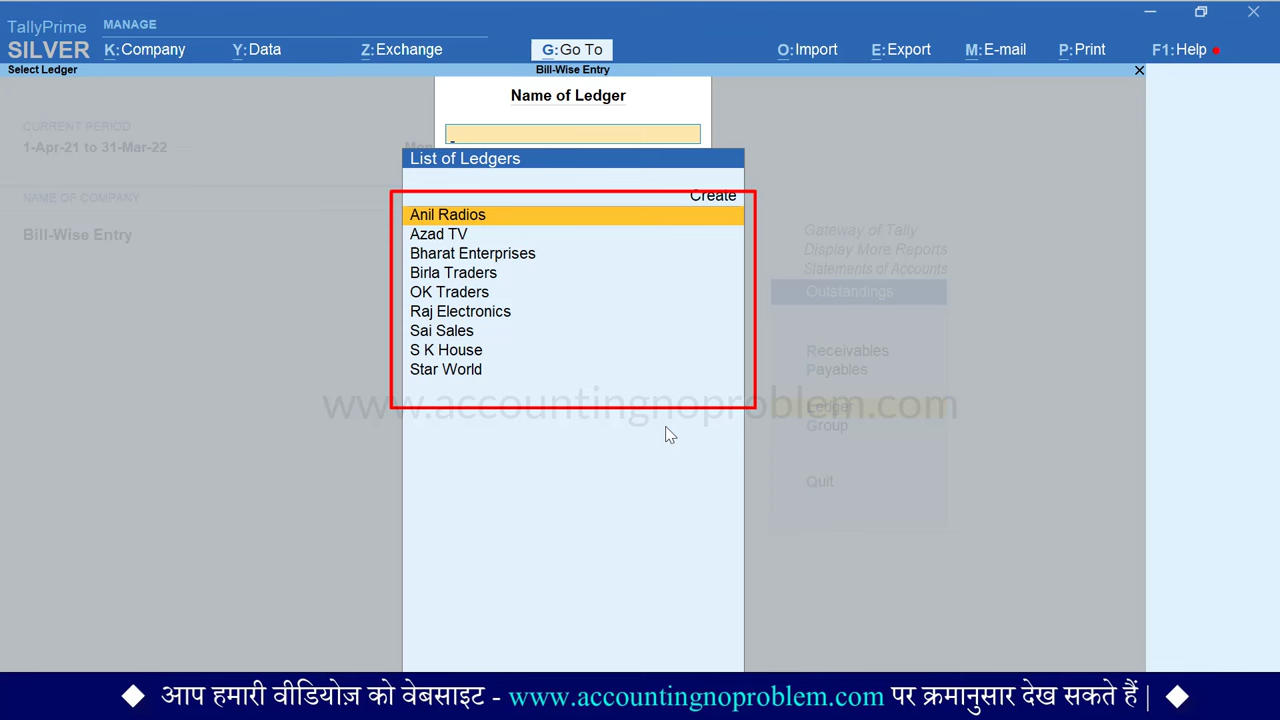 TallyPrime
MANAGE
SILVER
K:Company
Y:Data
Z:Exchange
G:Go To
O:Import
E:Export
M:E-mail
P:Print
F1:Help
Select Ledger
Bill-Wise Entry
Name of Ledger
CURRENT PERIOD
1-Apr-21 to 31-Mar-22
Mon
NAME OF COMPANY
Bill-Wise Entry
List of Ledgers
Create
Anil Radios
Azad TV
Bharat Enterprises
Birla Traders
OK Traders
Raj Electronics
Sai Sales
S K House
Star World
Gateway of Tally
Display More Reports
Statements of Accounts
Outstandings
Receivables
Payables
Ledger
Group
Quit
www.accountingnoproblem.com
आप हमारी वीडियोज़ को वेबसाइट - www.accountingnoproblem.com पर क्रमानुसार देख सकते हैं |